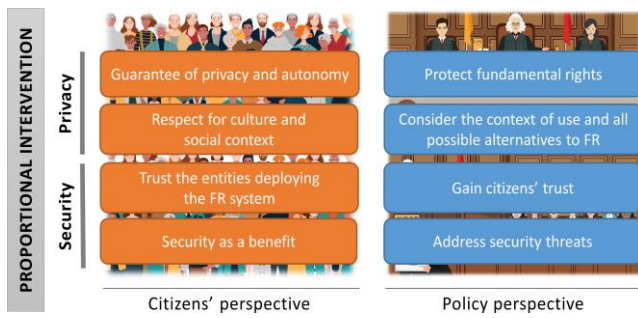 PROPORTIONAL INTERVENTION
Privacy
Guarantee of privacy and autonomy
Protect fundamental rights
Respect for culture and
social context
Consider the context of use and all
possible alternatives to FR
Security
Trust the entities deploying
the FR system
Gain citizens’ trust
Security as a benefit
Address security threats
Citizens’ perspective
Policy perspective